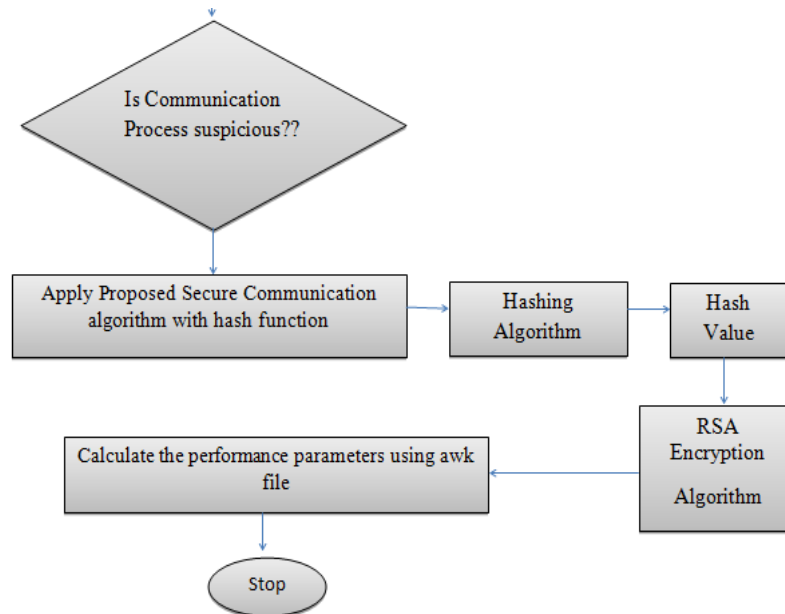 Is Communication
Process suspicious??
Apply Proposed Secure Communication
algorithm with hash function
Hashing
Algorithm
Hash
Value
RSA
Encryption
Algorithm
Calculate the performance parameters using awk
file
Stop